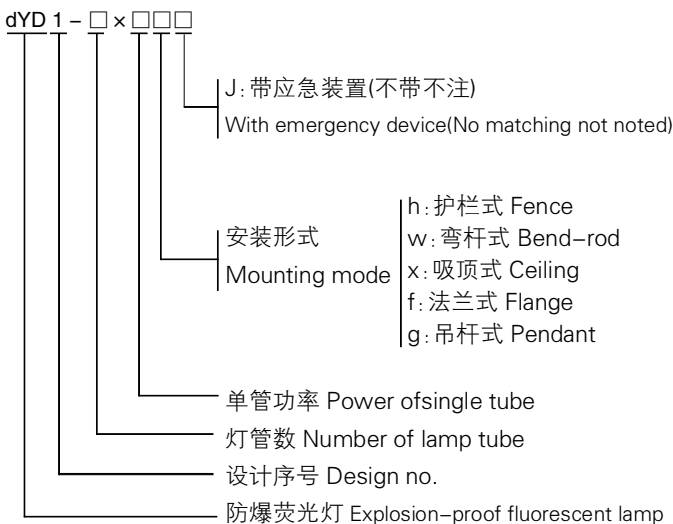 dYD 1 – □ × □ □ □
J: 带应急装置(不带不注)
With emergency device(No matching not noted)
安装形式
Mounting mode
h: 护栏式 Fence
w: 弯杆式 Bend–rod
x: 吸顶式 Ceiling
f: 法兰式 Flange
g: 吊杆式 Pendant
单管功率 Power ofsingle tube
灯管数 Number of lamp tube
设计序号 Design no.
防爆荧光灯 Explosion–proof fluorescent lamp